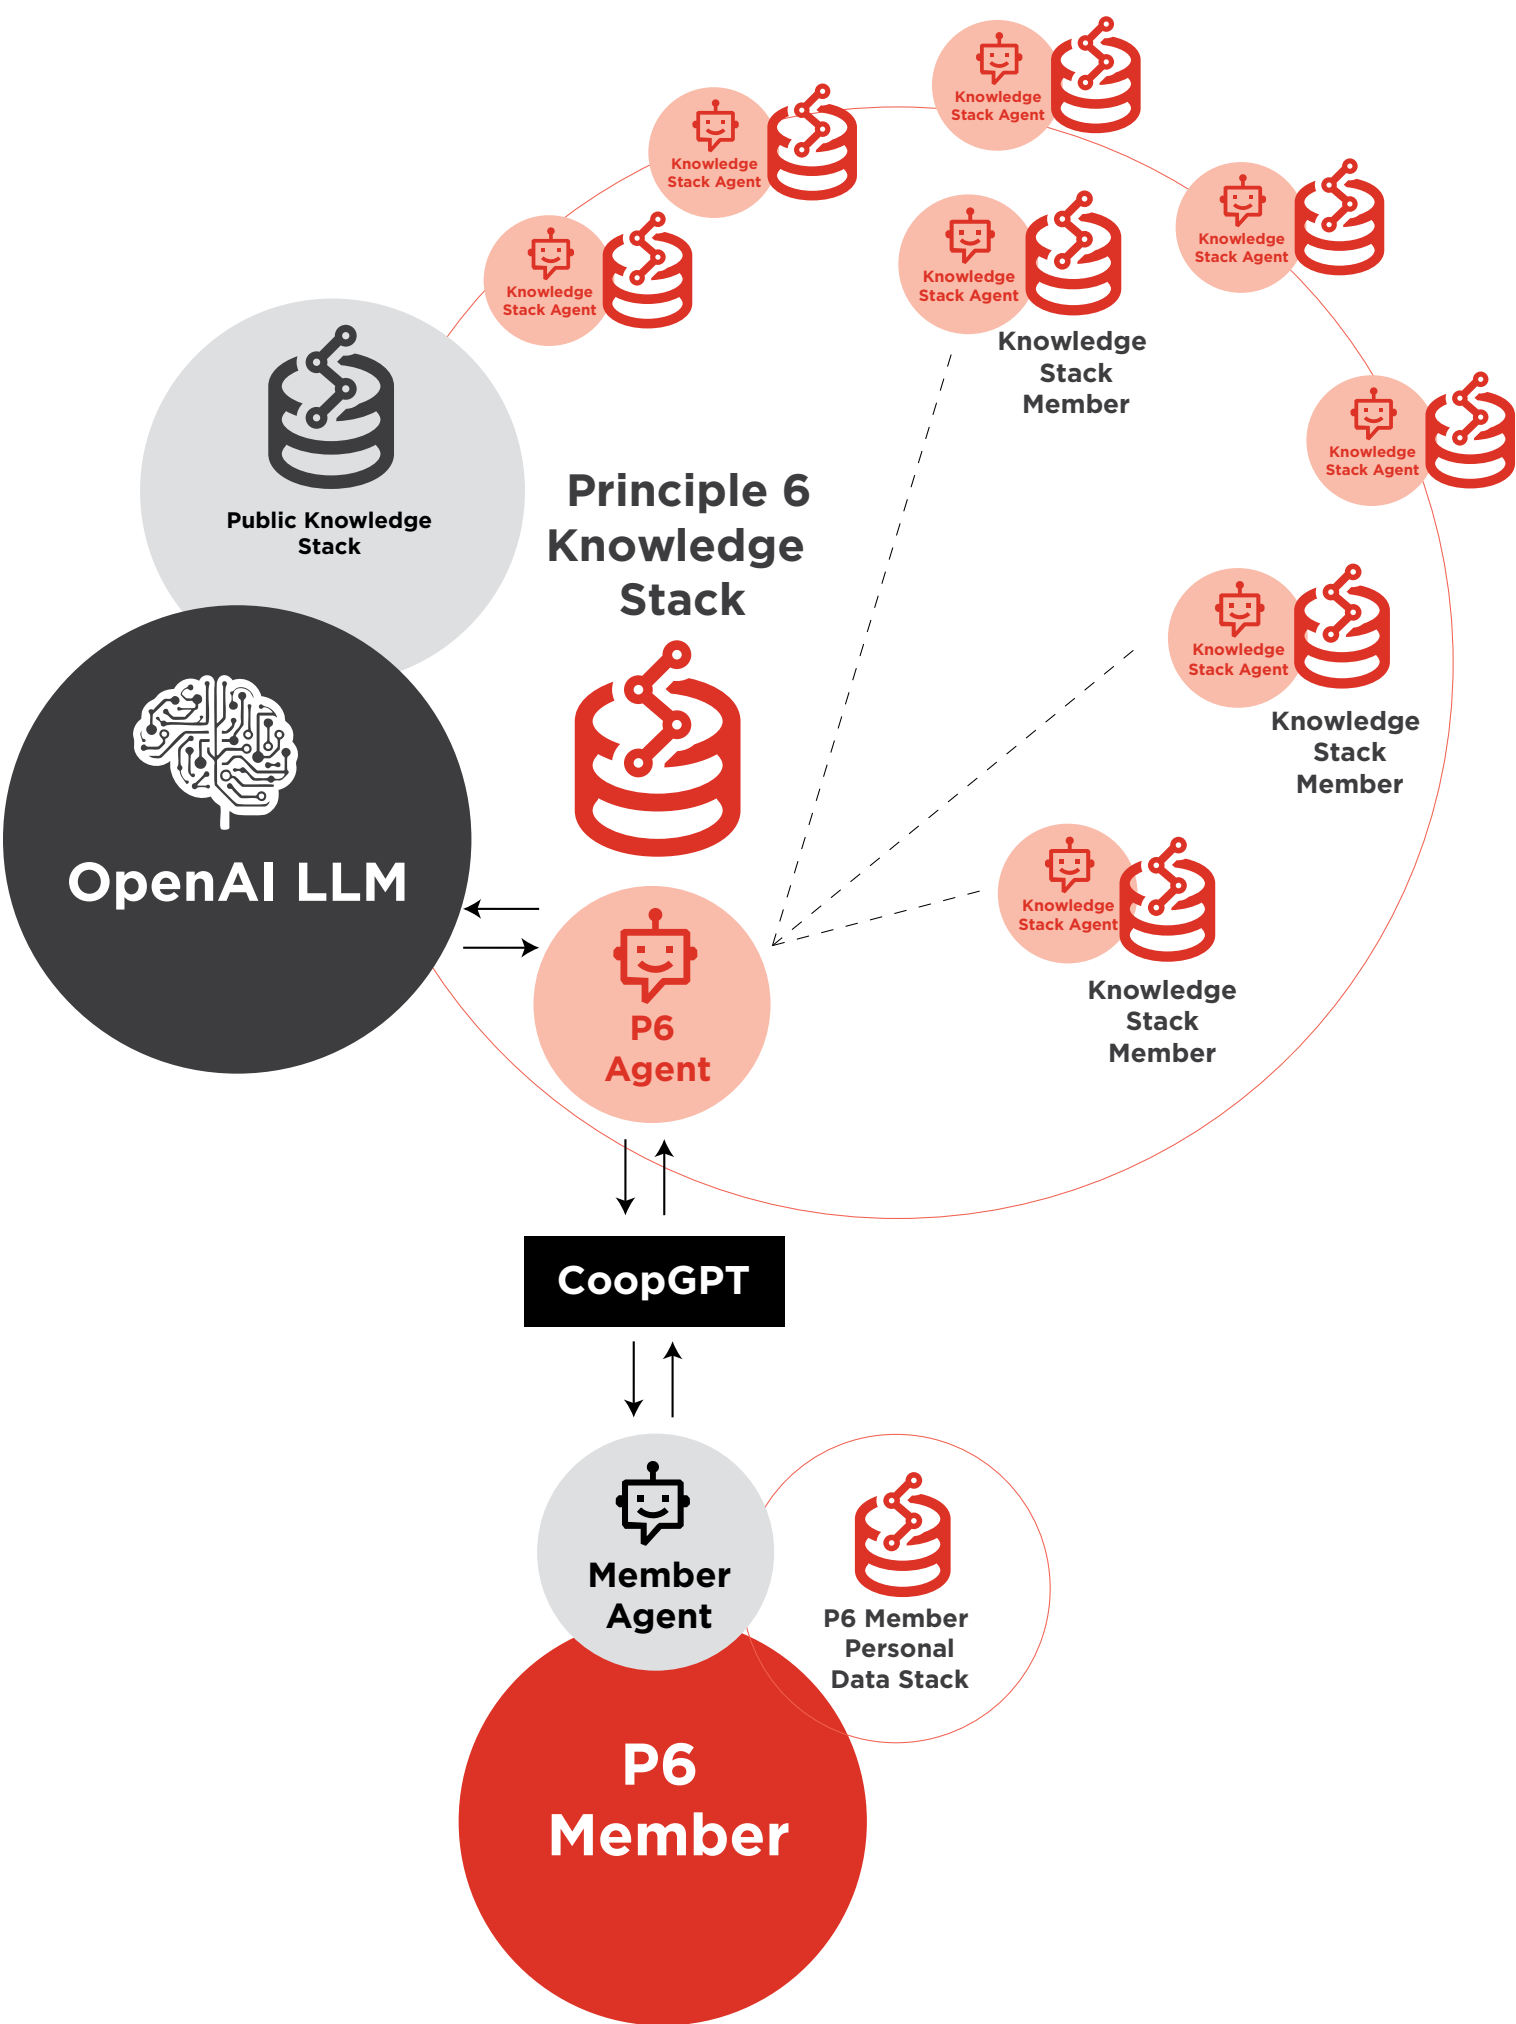 Knowledge
Stack Agent
Knowledge
Stack Agent
Knowledge
Stack Agent
Knowledge
Stack Agent
Knowledge
Stack Agent
Knowledge
Stack
Member
Knowledge
Stack Agent
Public Knowledge
Stack
Principle 6
Knowledge
Stack
Knowledge
Stack Agent
Knowledge
Stack
Member
OpenAI LLM
Knowledge
Stack Agent
Knowledge
Stack
Member
P6
Agent
CoopGPT
Member
Agent
P6 Member
Personal
Data Stack
P6
Member